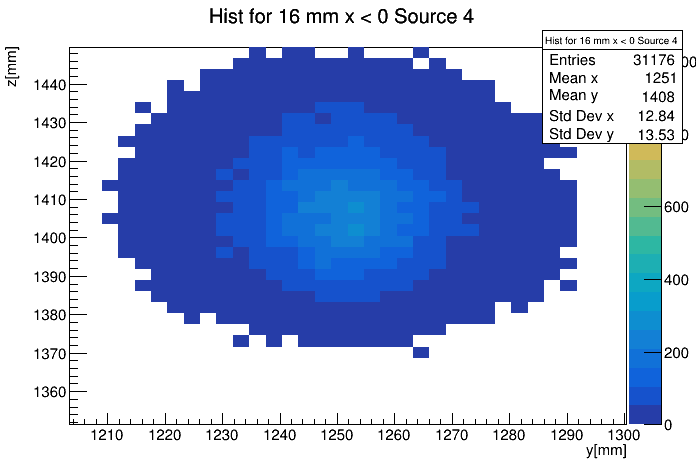 Hist for 16 mm x < 0 Source 4
Hist for 16 mm x < 0 Source 4
Entries 31176
Mean x 1251
Mean y 1408
Std Dev x 12.84
Std Dev y 13.53
z[mm]
1440
1430
1420
1410
1400
1390
1380
1370
1360
1210 1220 1230 1240 1250 1260 1270 1280 1290 1300
y[mm]
600
400
200
0